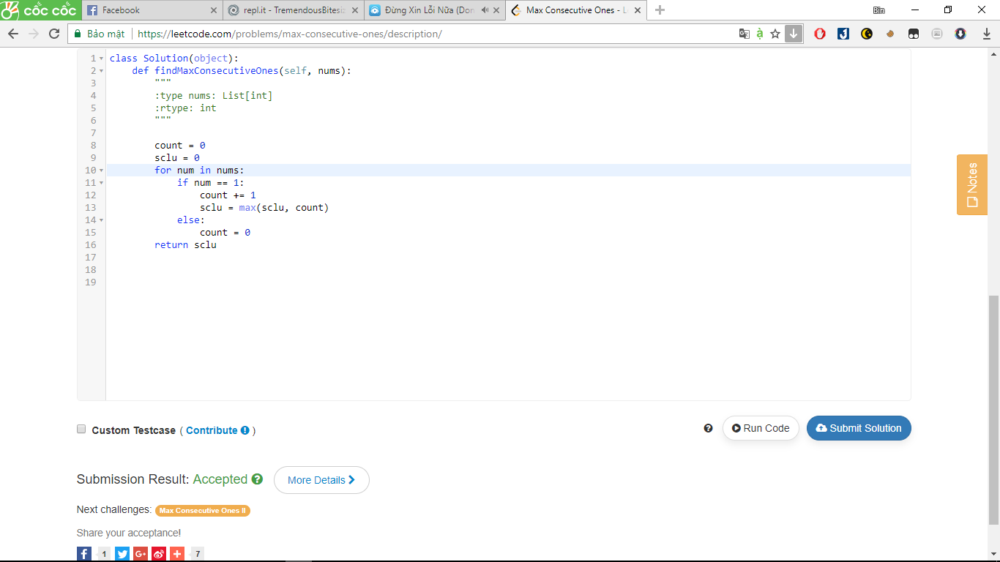 cốc cốc
Facebook
repl.it - TremendousBitesiz
Đừng Xin Lỗi Nữa (Don
Max Consecutive Ones - L
Bin
Bảo mật
https://leetcode.com/problems/max-consecutive-ones/description/
1 class Solution(object):
2 def findMaxConsecutiveOnes(self, nums):
3 """
4 :type nums: List[int]
5 :rtype: int
6 """
7
8 count = 0
9 sclu = 0
10 for num in nums:
11 if num == 1:
12 count += 1
13 sclu = max(sclu, count)
14 else:
15 count = 0
16 return sclu
17
18
19
Notes
Custom Testcase ( Contribute )
Run Code
Submit Solution
Submission Result: Accepted
More Details
Next challenges: Max Consecutive Ones II
Share your acceptance!
1
7